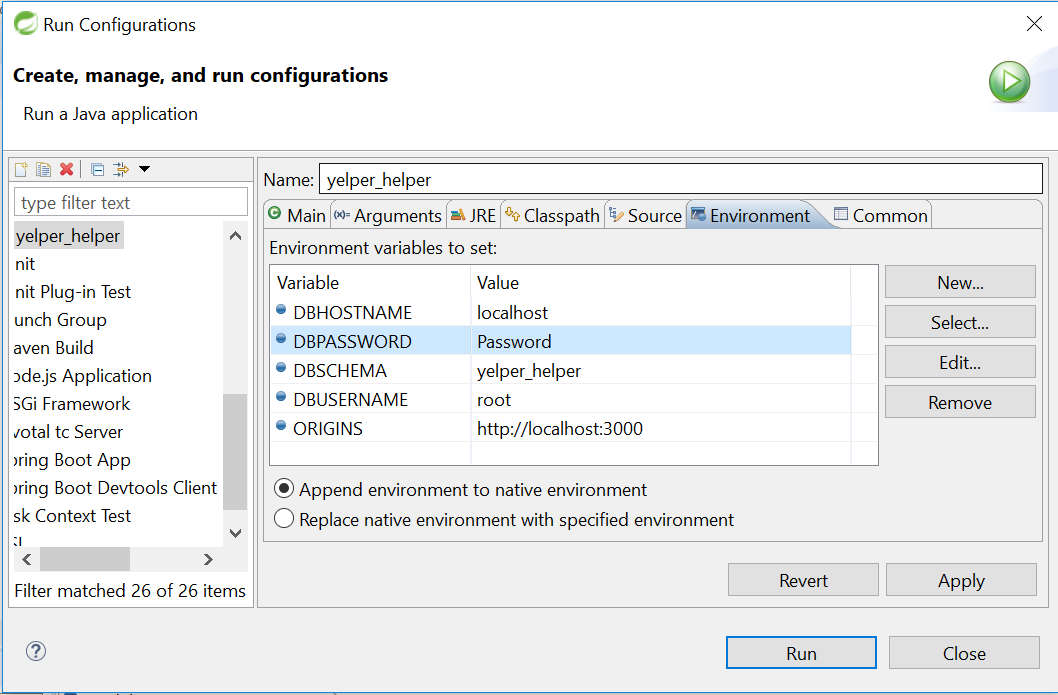 Run Configurations
Create, manage, and run configurations
Run a Java application
type filter text
yelper_helper
nit
nit Plug-in Test
unch Group
aven Build
ode.js Application
SGi Framework
votal tc Server
pring Boot App
pring Boot Devtools Client
sk Context Test
Filter matched 26 of 26 items
Name: yelper_helper
Main (x)= Arguments JRE Classpath Source Environment Common
Environment variables to set:
Variable Value
DBHOSTNAME localhost
DBPASSWORD Password
DBSCHEMA yelper_helper
DBUSERNAME root
ORIGINS http://localhost:3000
New...
Select...
Edit...
Remove
Append environment to native environment
Replace native environment with specified environment
Revert Apply
? Run Close